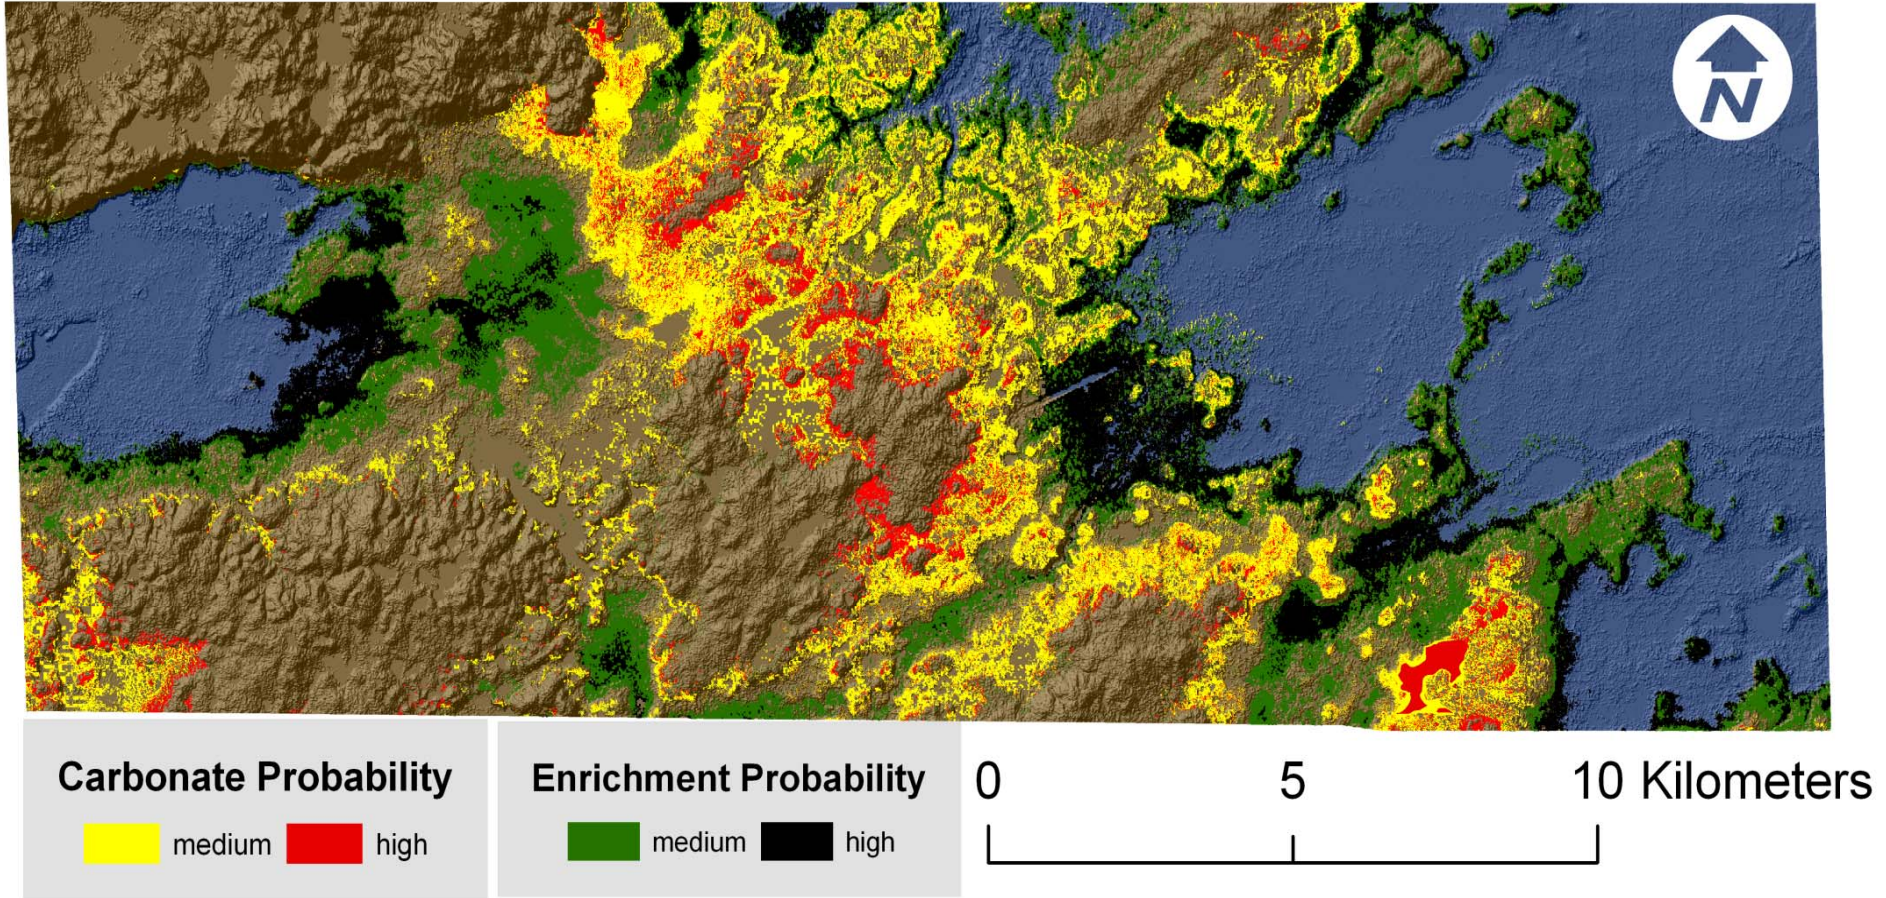 N
Carbonate Probability
medium high
Enrichment Probability
medium high
0 5 10 Kilometers